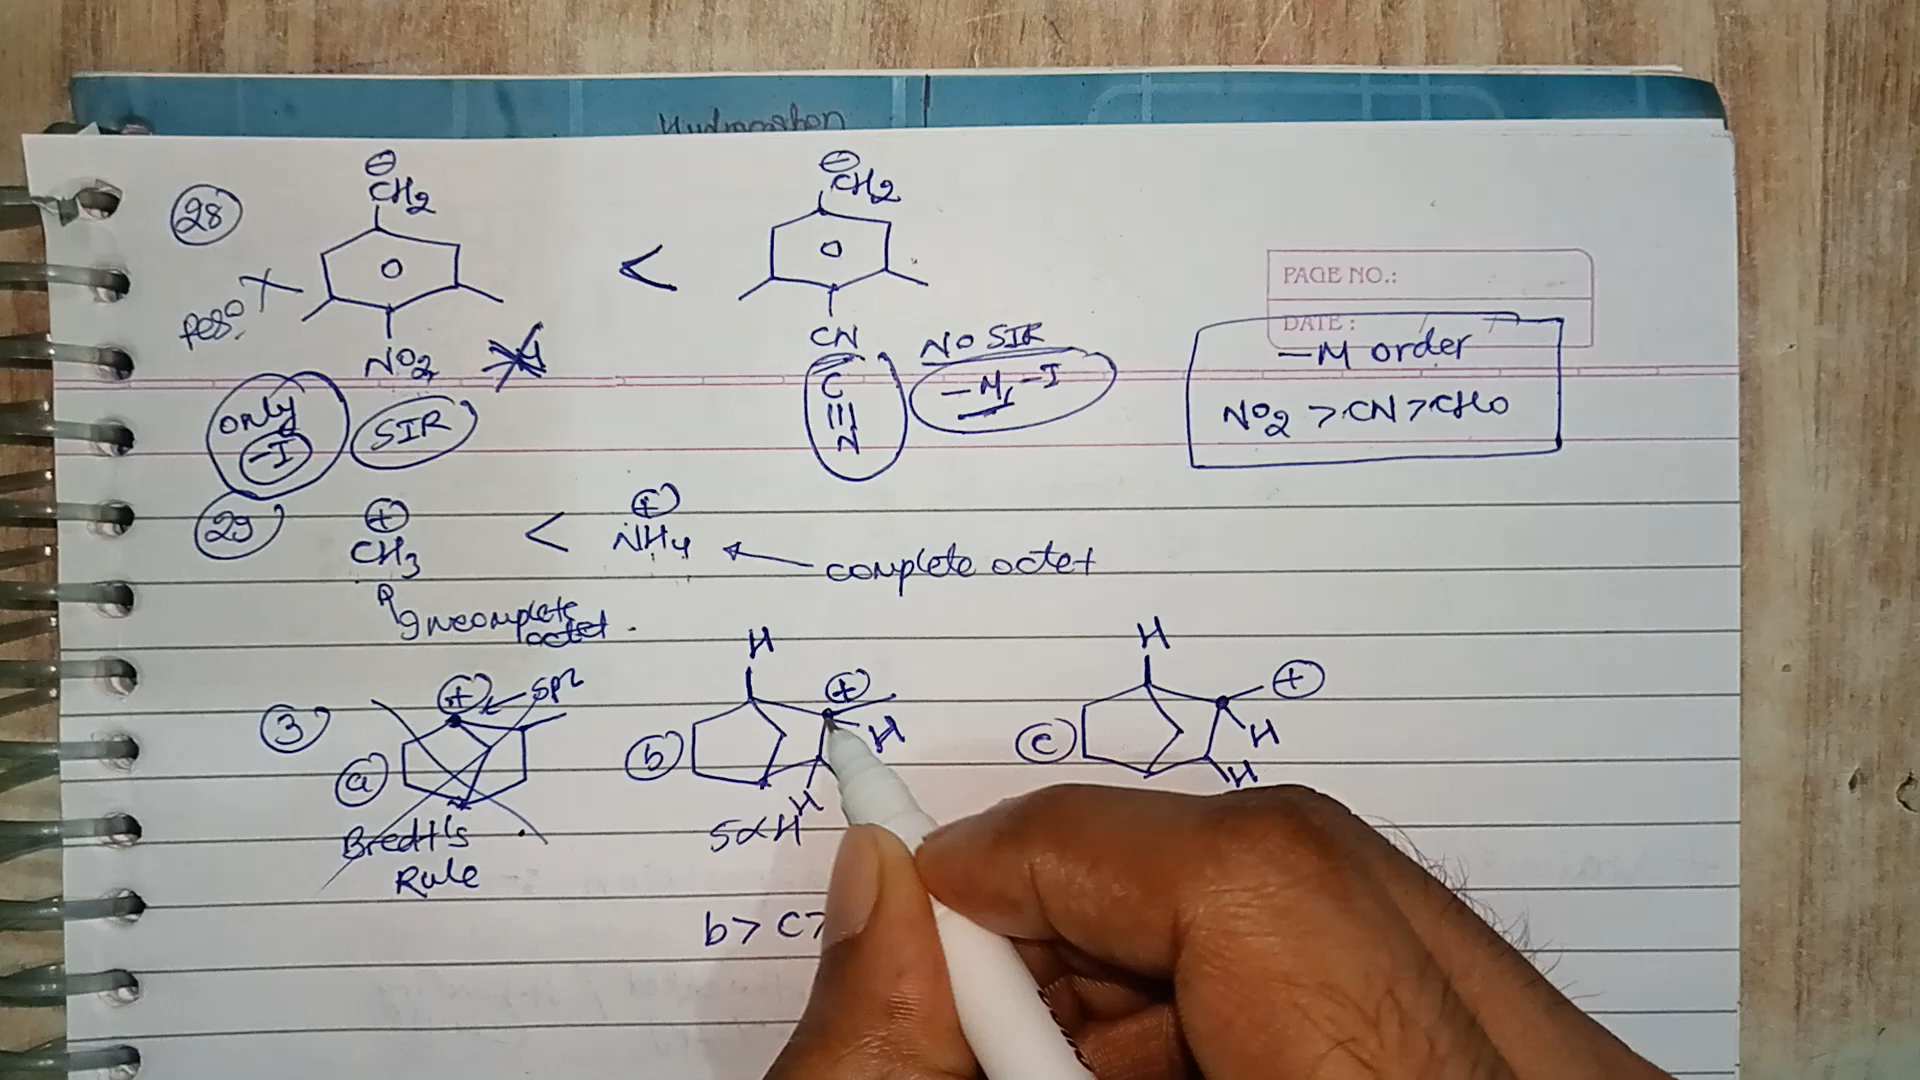 Hydrocarbon
28
⊖
CH2
<
⊖
CH2
NO2
CN
C
N
NO SIR
-M, -I
only
-I
SIR
PAGE NO.:
DATE :
-M order
NO2 > CN > CHO
29
⊕
CH3
<
⊕
NH4
complete octet
Incomplete
octet
3
a
⊕
sp2
Bredt's
Rule
b
H
⊕
H
H
5αH
c
H
⊕
H
H
b > c >